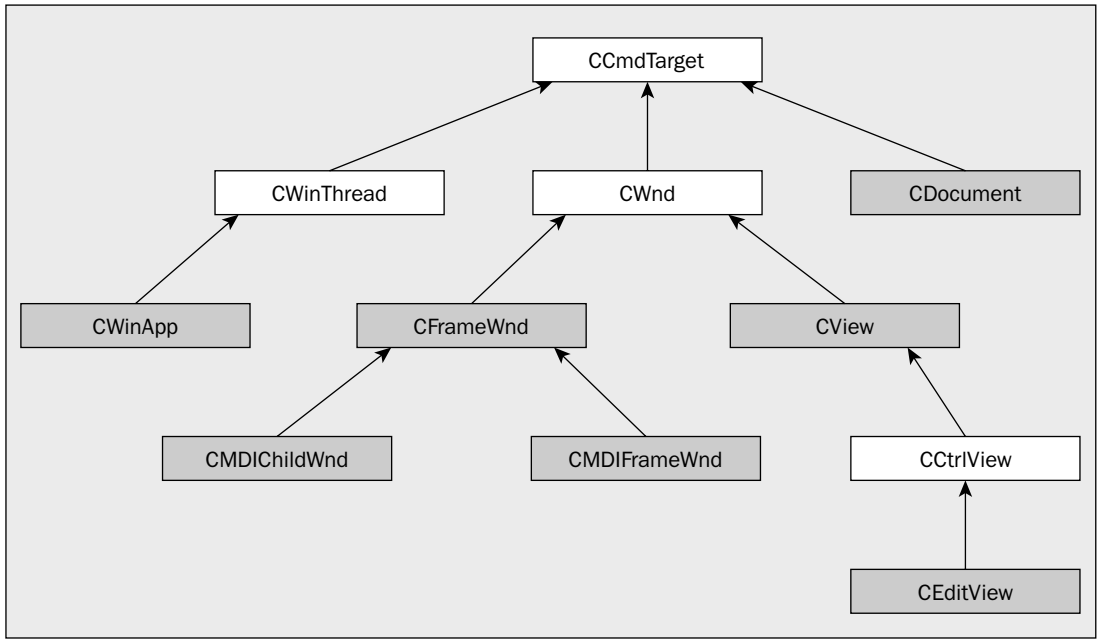 CCmdTarget
CWinThread
CWnd
CDocument
CWinApp
CFrameWnd
CView
CMDIChildWnd
CMDIFrameWnd
CCtrlView
CEditView